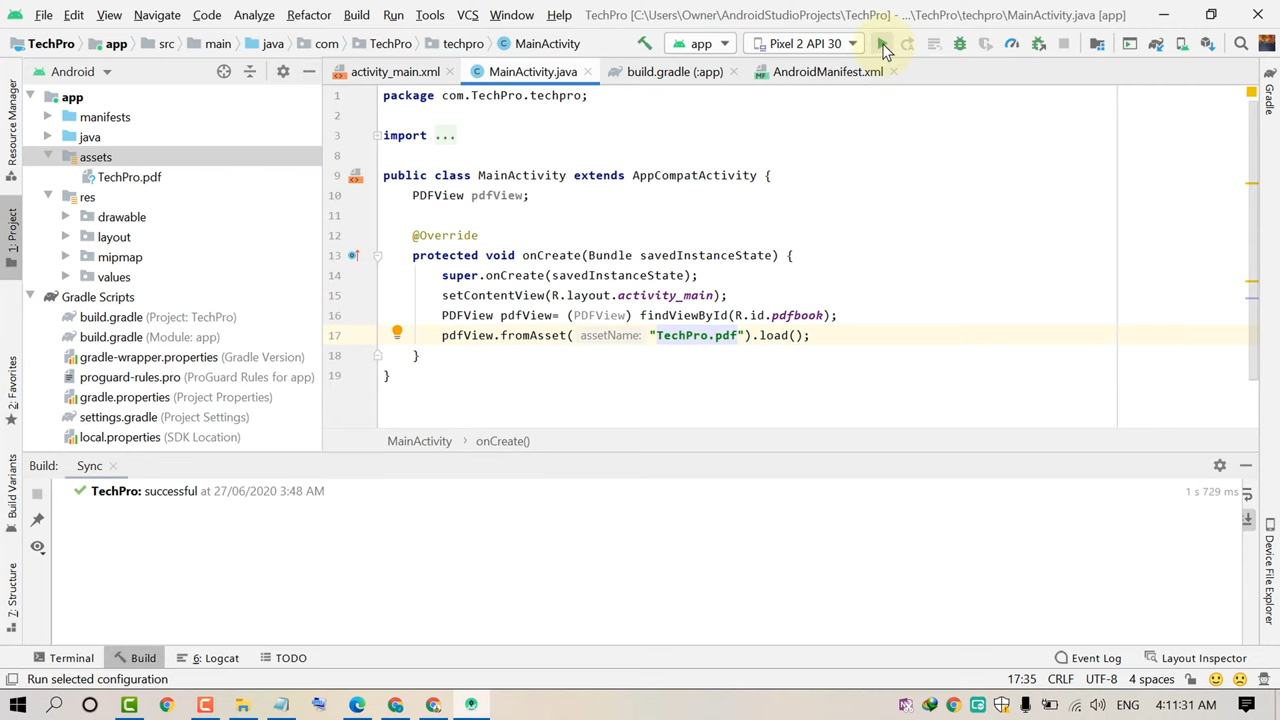 File Edit View Navigate Code Analyze Refactor Build Run Tools VCS Window Help TechPro [C:\Users\Owner\AndroidStudioProjects\TechPro] - ...\TechPro\techpro\MainActivity.java [app]
TechPro app src main java com TechPro techpro MainActivity app Pixel 2 API 30
Android activity_main.xml MainActivity.java build.gradle (:app) AndroidManifest.xml
Resource Manager
1: Project
2: Favorites
Build Variants
7: Structure
app
manifests
java
assets
TechPro.pdf
res
drawable
layout
mipmap
values
Gradle Scripts
build.gradle (Project: TechPro)
build.gradle (Module: app)
gradle-wrapper.properties (Gradle Version)
proguard-rules.pro (ProGuard Rules for app)
gradle.properties (Project Properties)
settings.gradle (Project Settings)
local.properties (SDK Location)
1 package com.TechPro.techpro;
2
3 import ...
8
9 public class MainActivity extends AppCompatActivity {
10 PDFView pdfView;
11
12 @Override
13 protected void onCreate(Bundle savedInstanceState) {
14 super.onCreate(savedInstanceState);
15 setContentView(R.layout.activity_main);
16 PDFView pdfView= (PDFView) findViewById(R.id.pdfbook);
17 pdfView.fromAsset( assetName: "TechPro.pdf").load();
18 }
19 }
MainActivity onCreate()
Gradle
Device File Explorer
Build: Sync
TechPro: successful at 27/06/2020 3:48 AM 1 s 729 ms
Terminal Build 6: Logcat TODO Event Log Layout Inspector
Run selected configuration 17:35 CRLF UTF-8 4 spaces
ENG 4:11:31 AM